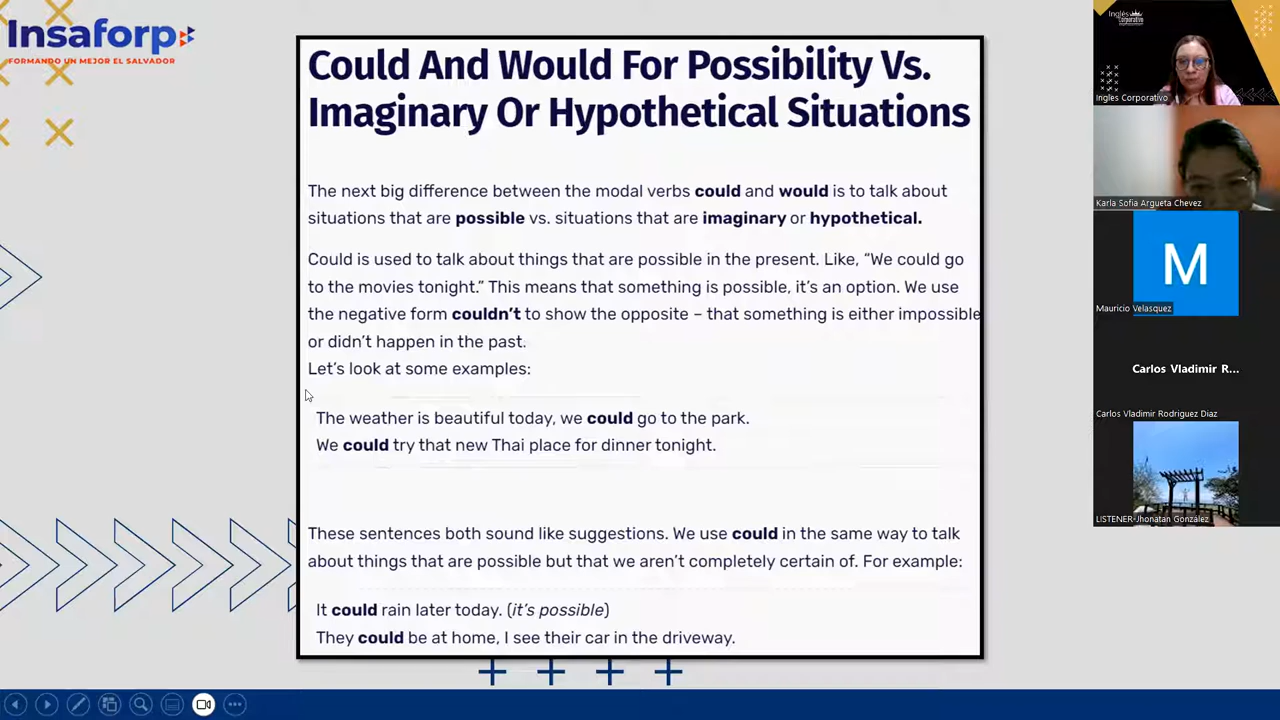 Insaforp
FORMANDO UN MEJOR EL SALVADOR
Could And Would For Possibility Vs.
Imaginary Or Hypothetical Situations
The next big difference between the modal verbs could and would is to talk about
situations that are possible vs. situations that are imaginary or hypothetical.
Could is used to talk about things that are possible in the present. Like, “We could go
to the movies tonight.” This means that something is possible, it’s an option. We use
the negative form couldn’t to show the opposite – that something is either impossible
or didn’t happen in the past.
Let’s look at some examples:
The weather is beautiful today, we could go to the park.
We could try that new Thai place for dinner tonight.
These sentences both sound like suggestions. We use could in the same way to talk
about things that are possible but that we aren’t completely certain of. For example:
It could rain later today. (it’s possible)
They could be at home, I see their car in the driveway.
Inglés
Corporativo
Ingles Corporativo
Karla Sofia Argueta Chevez
M
Mauricio Velasquez
Carlos Vladimir R...
Carlos Vladimir Rodriguez Diaz
LISTENER-Jhonatan González